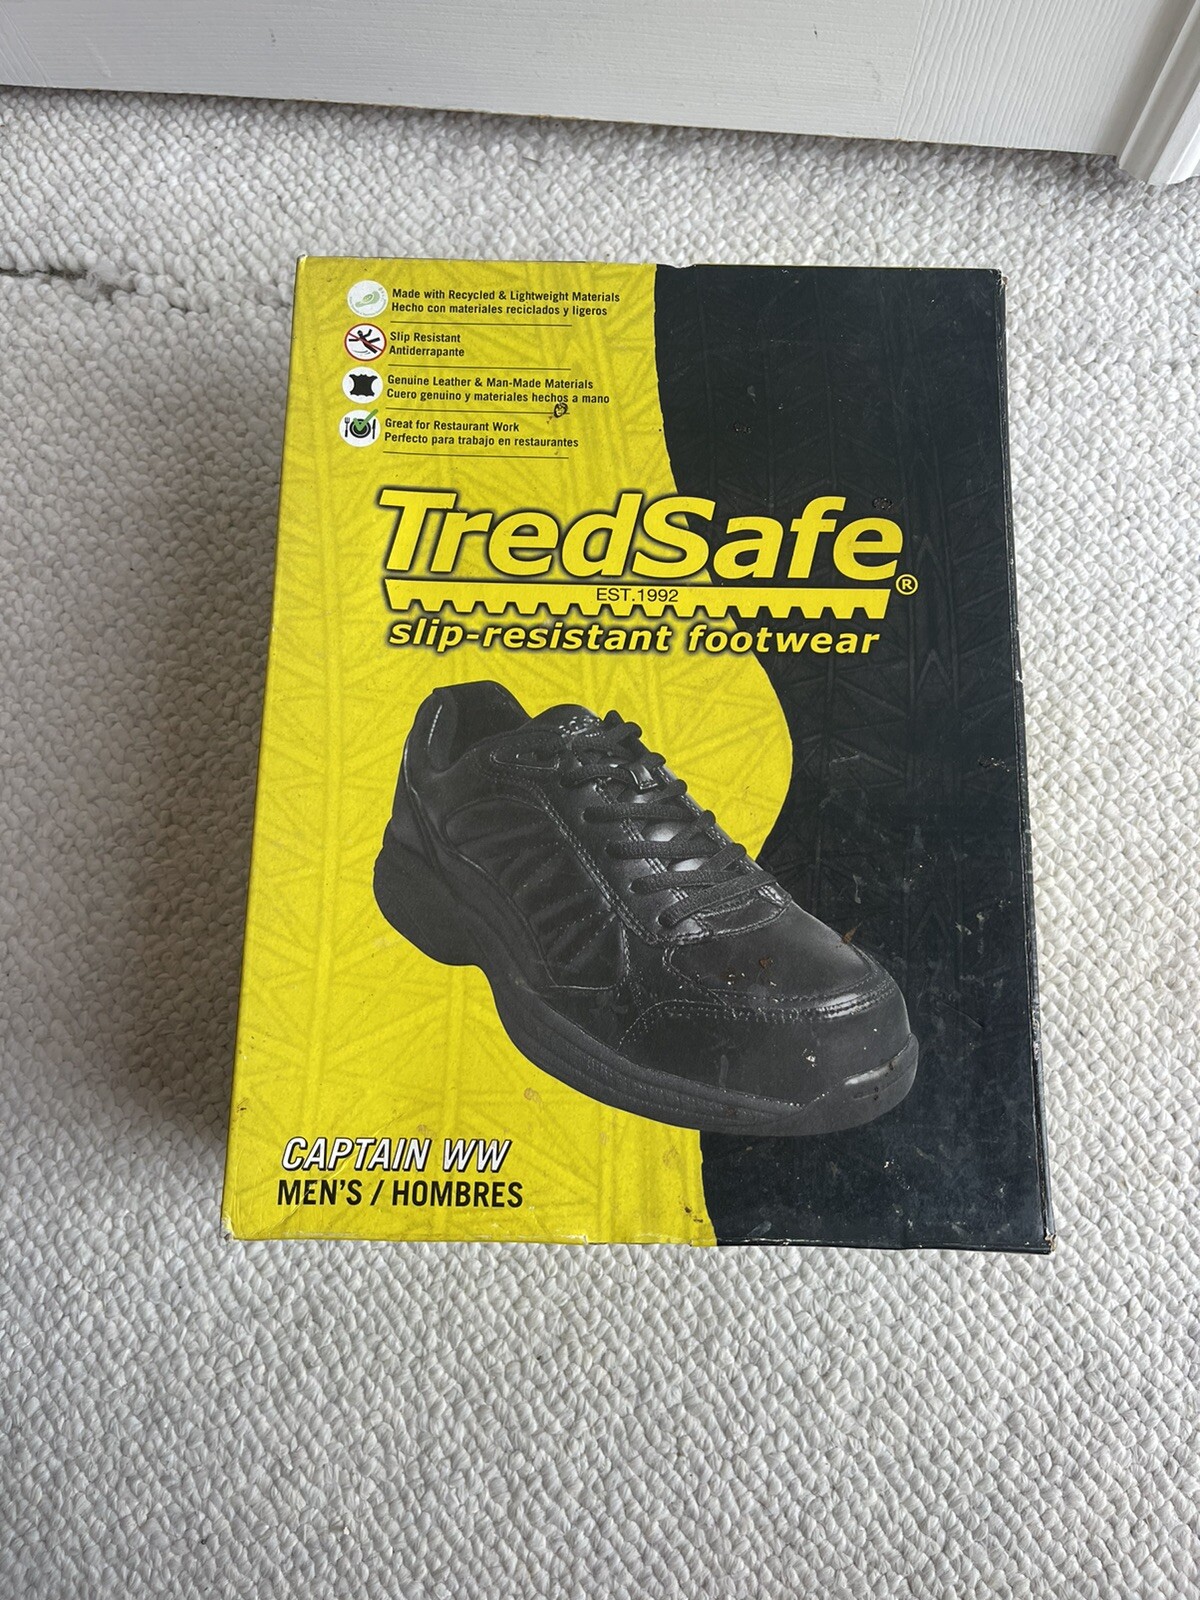 Made with Recycled & Lightweight Materials
Hecho con materiales reciclados y ligeros
Slip Resistant
Antiderrapante
Genuine Leather & Man-Made Materials
Cuero genuino y materiales hechos a mano
Great for Restaurant Work
Perfecto para trabajo en restaurantes
TredSafe®
EST.1992
slip-resistant footwear
CAPTAIN WW
MEN'S / HOMBRES